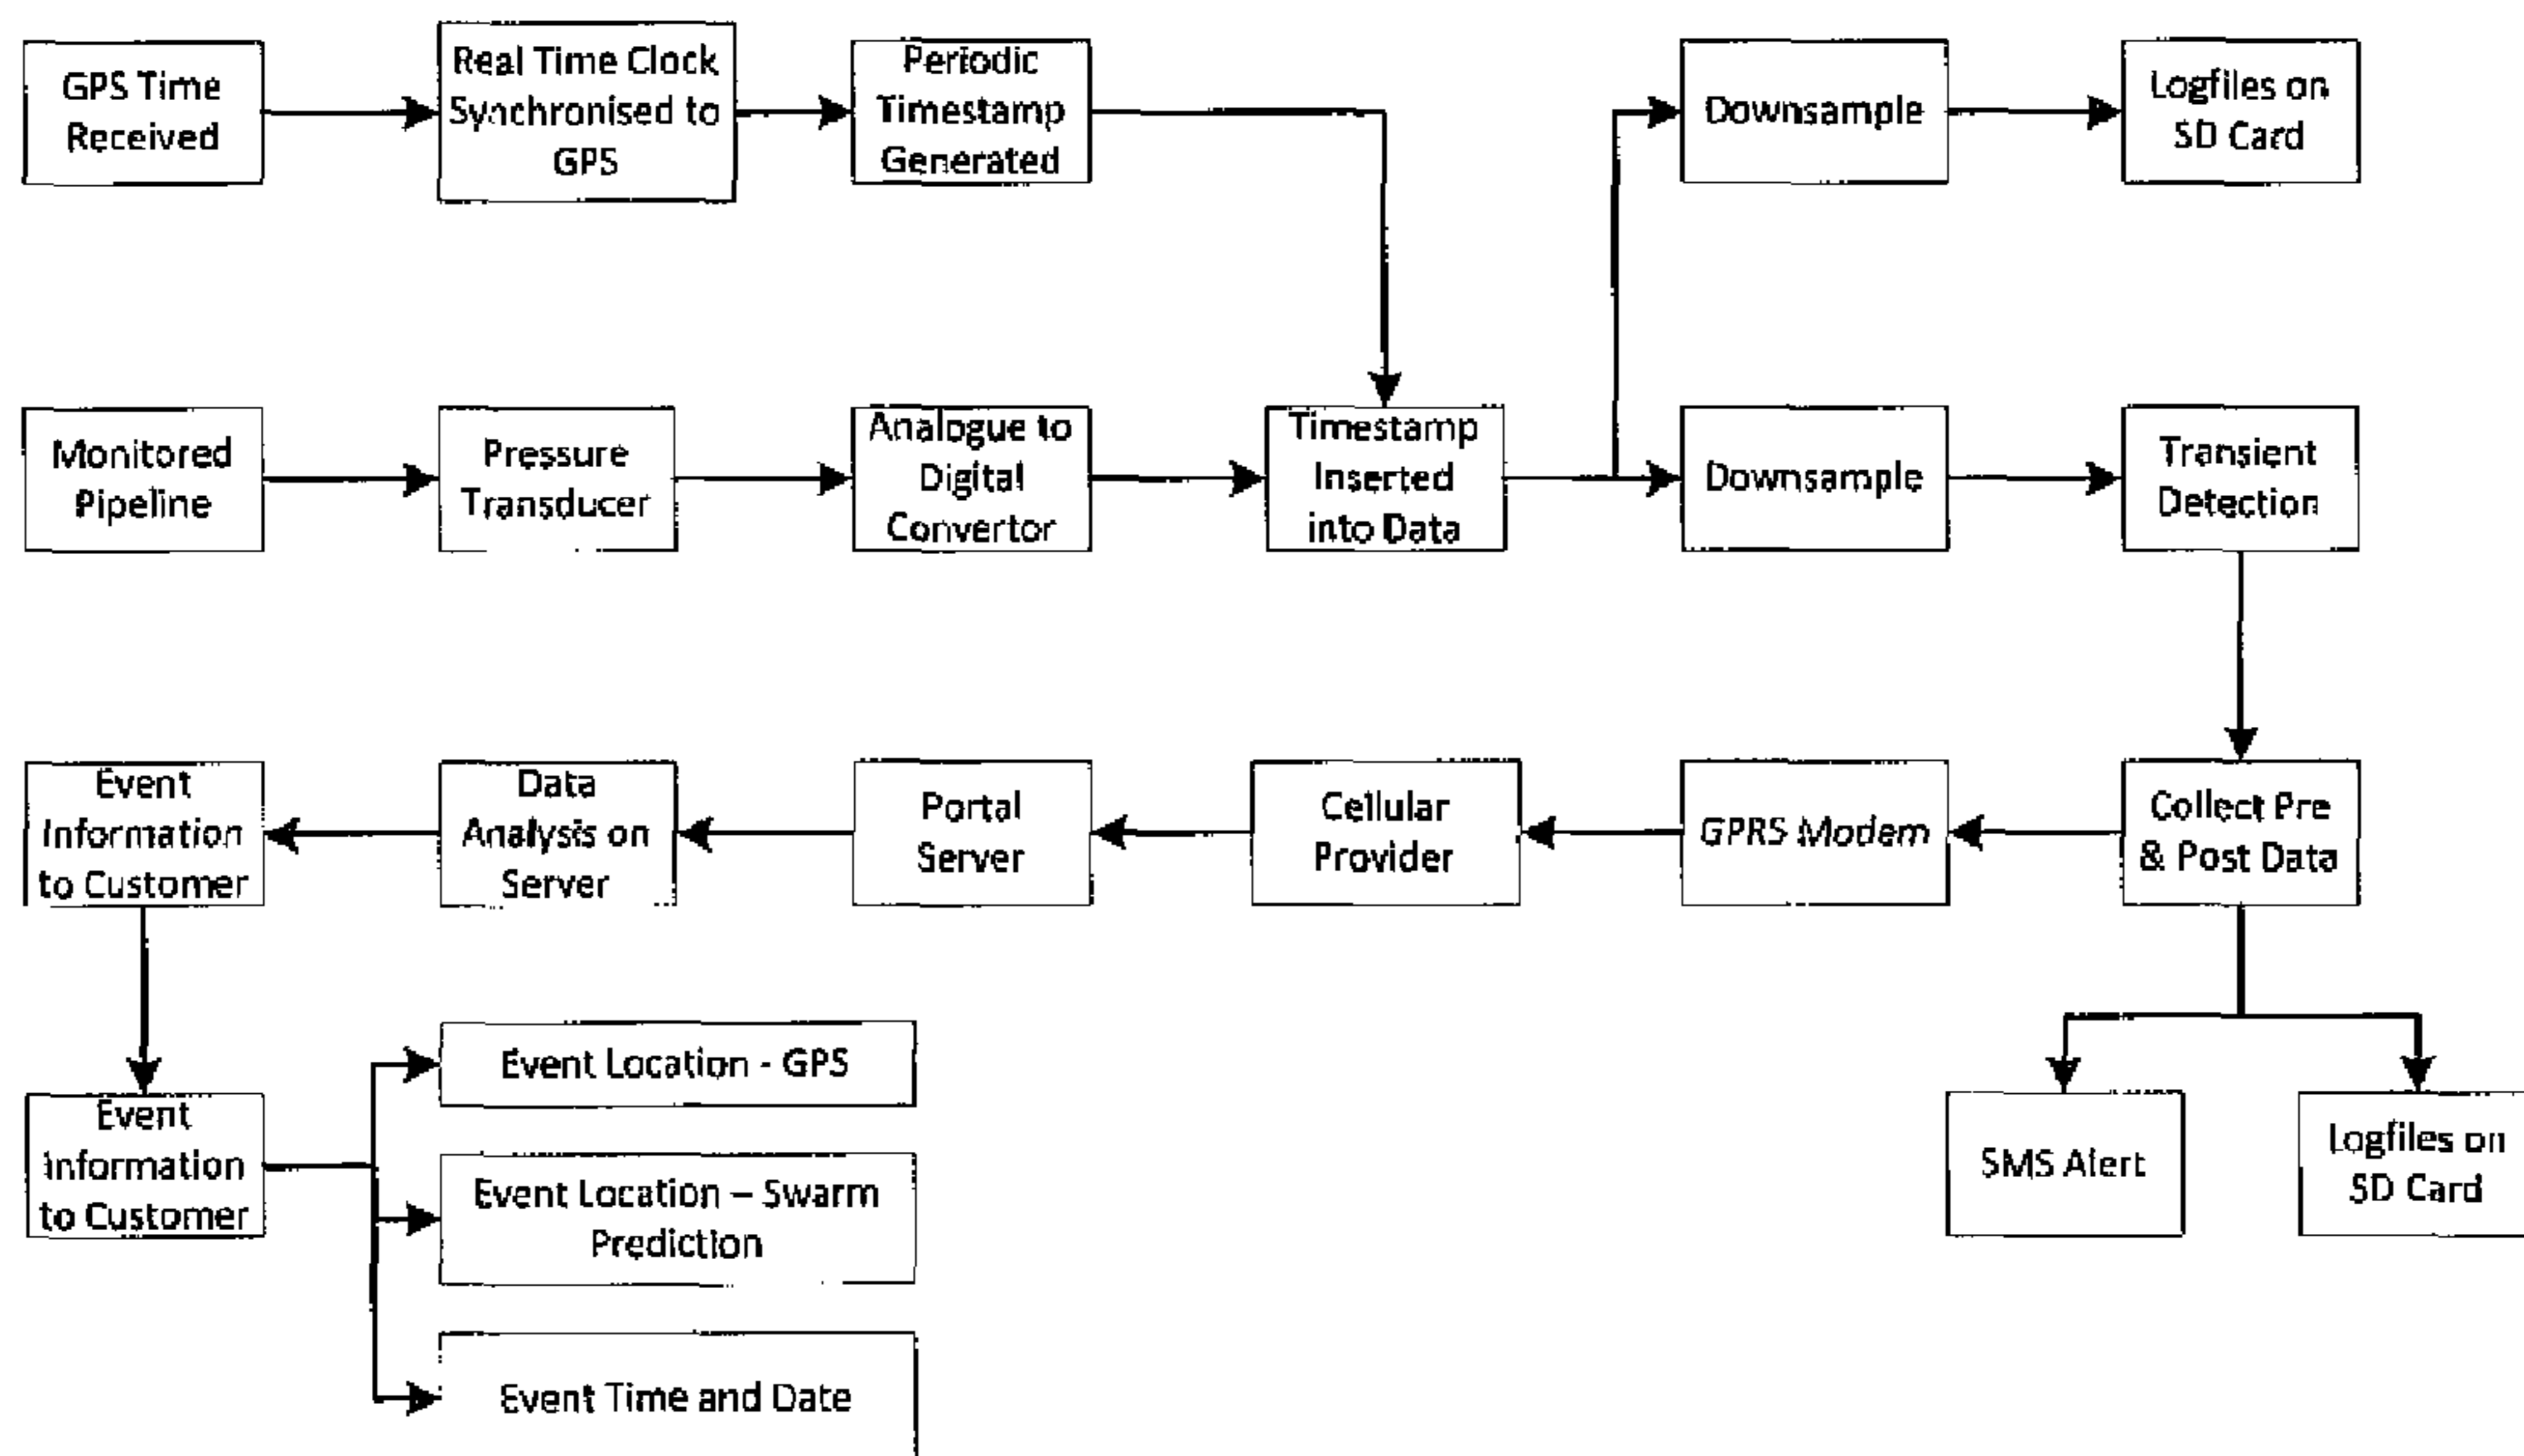 GPS Time
Received
Real Time Clock
Synchronised to
GPS
Periodic
Timestamp
Generated
Downsample
Logfiles on
SD Card
Monitored
Pipeline
Pressure
Transducer
Analogue to
Digital
Convertor
Timestamp
Inserted
into Data
Downsample
Transient
Detection
Event
Information
to Customer
Data
Analysis on
Server
Portal
Server
Cellular
Provider
GPRS Modem
Collect Pre
& Post Data
Event
Information
to Customer
Event Location - GPS
Event Location – Swarm
Prediction
Event Time and Date
SMS Alert
Logfiles on
SD Card